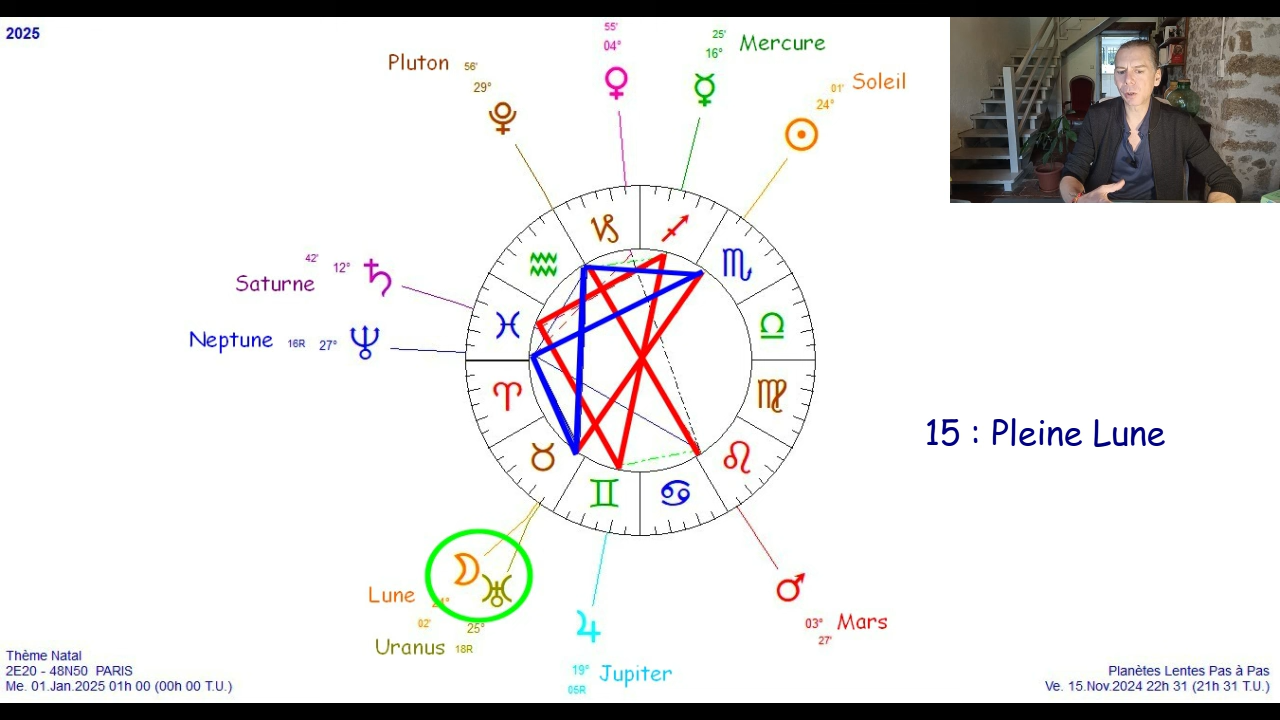 2025
55'
04°
25'
16°
Mercure
Pluton 56'
29°
01' Soleil
24°
42'
12°
Saturne
Neptune 16R 27°
15 : Pleine Lune
Lune
02'
25°
Uranus 18R
19° Jupiter
05R
03° Mars
27'
Thème Natal
2E20 - 48N50 PARIS
Me. 01.Jan.2025 01h 00 (00h 00 T.U.)
Planètes Lentes Pas à Pas
Ve. 15.Nov.2024 22h 31 (21h 31 T.U.)